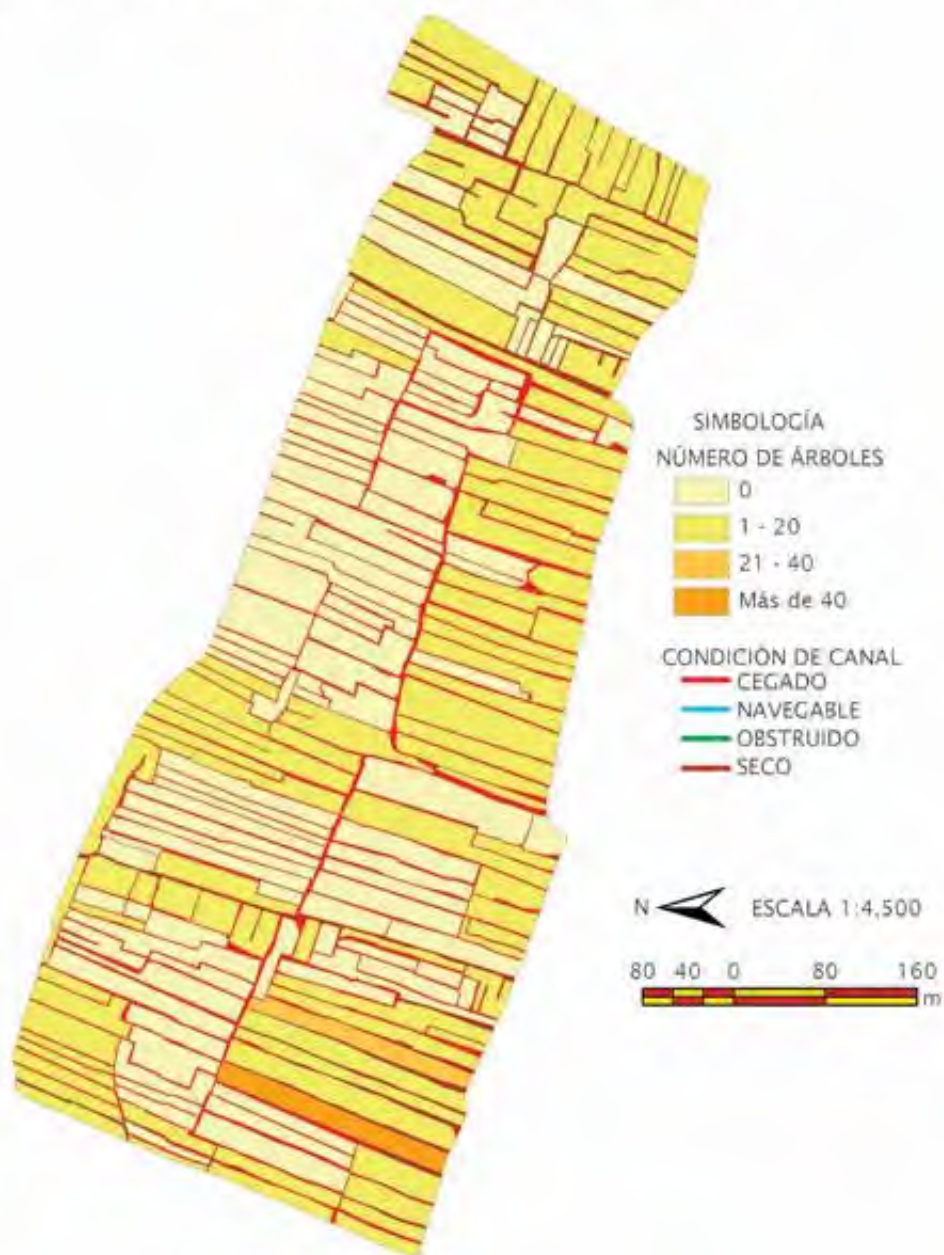 SIMBOLOGÍA
NÚMERO DE ÁRBOLES
0
1 - 20
21 - 40
Más de 40
CONDICIÓN DE CANAL
CEGADO
NAVEGABLE
OBSTRUIDO
SECO
N ESCALA 1:4,500
80 40 0 80 160
m